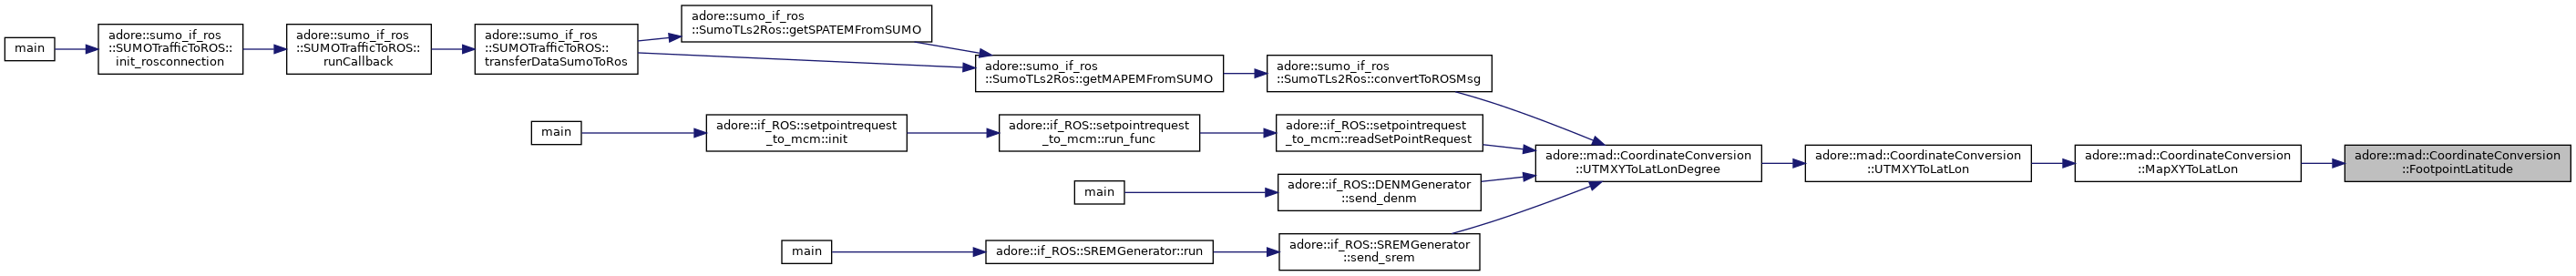 main
adore::sumo_if_ros
::SUMOTrafficToROS::
init_rosconnection
adore::sumo_if_ros
::SUMOTrafficToROS::
runCallback
adore::sumo_if_ros
::SUMOTrafficToROS::
transferDataSumoToRos
adore::sumo_if_ros
::SumoTLs2Ros::getSPATEMFromSUMO
adore::sumo_if_ros
::SumoTLs2Ros::getMAPEMFromSUMO
adore::sumo_if_ros
::SumoTLs2Ros::convertToROSMsg
main
adore::if_ROS::setpointrequest
_to_mcm::init
adore::if_ROS::setpointrequest
_to_mcm::run_func
adore::if_ROS::setpointrequest
_to_mcm::readSetPointRequest
main
adore::if_ROS::DENMGenerator
::send_denm
main
adore::if_ROS::SREMGenerator::run
adore::if_ROS::SREMGenerator
::send_srem
adore::mad::CoordinateConversion
::UTMXYToLatLonDegree
adore::mad::CoordinateConversion
::UTMXYToLatLon
adore::mad::CoordinateConversion
::MapXYToLatLon
adore::mad::CoordinateConversion
::FootpointLatitude